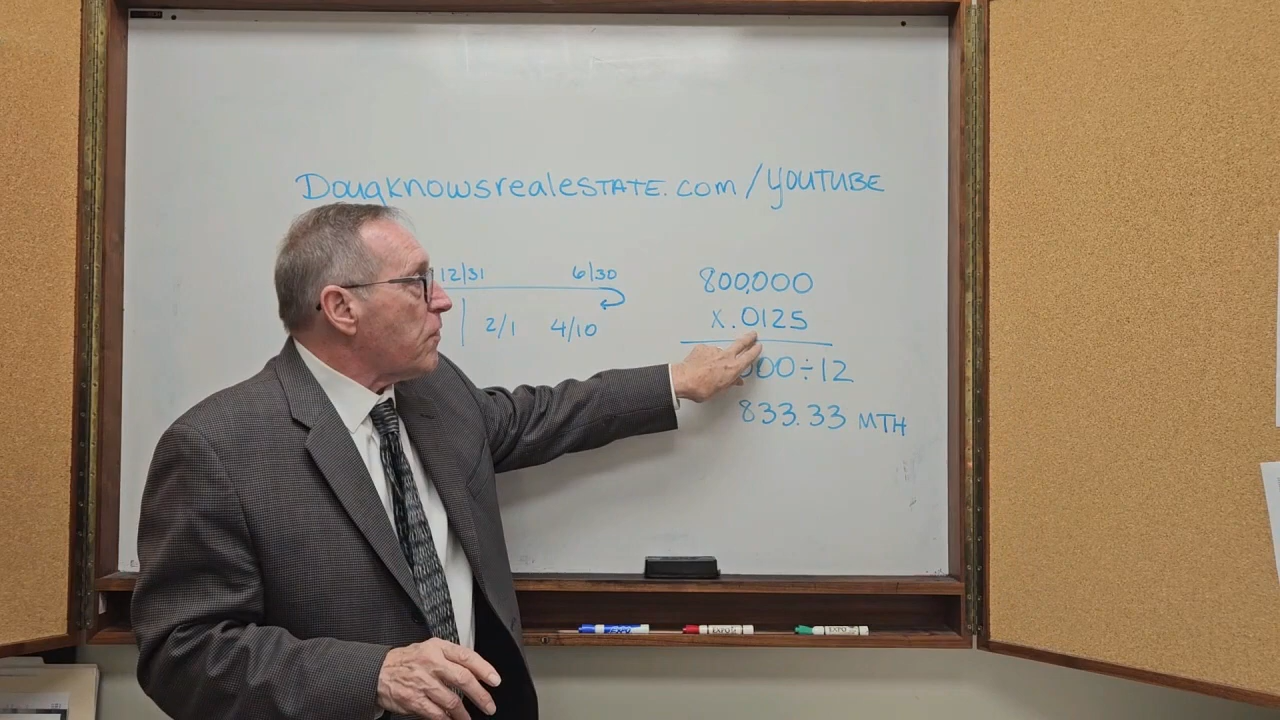 DougknowsrealesTATE.com/YOUTUBE
12/31 6/30
2/1 4/10
800,000
X.0125
000÷12
833.33 MTH
EXPO
EXPO
EXPO